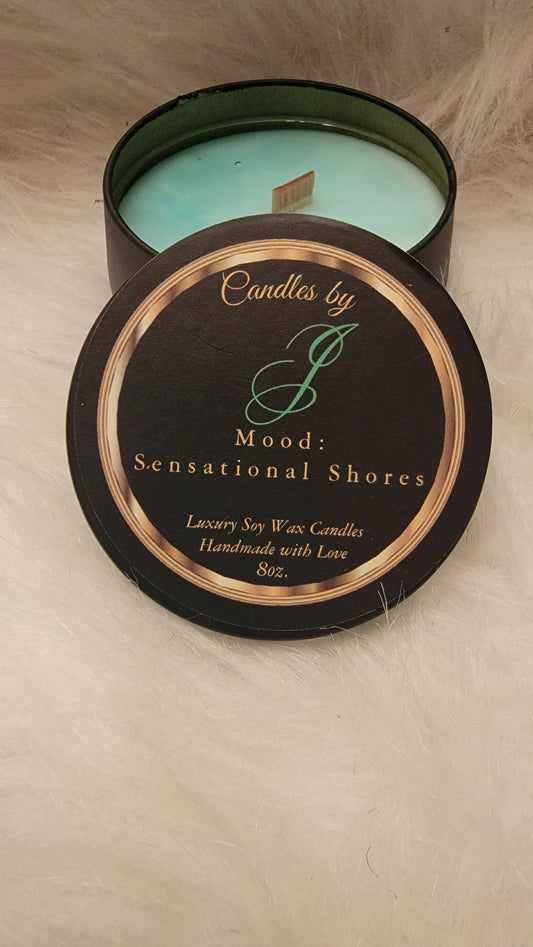 Candles by
J
Mood:
Sensational Shores
Luxury Soy Wax Candles
Handmade with Love
8oz.